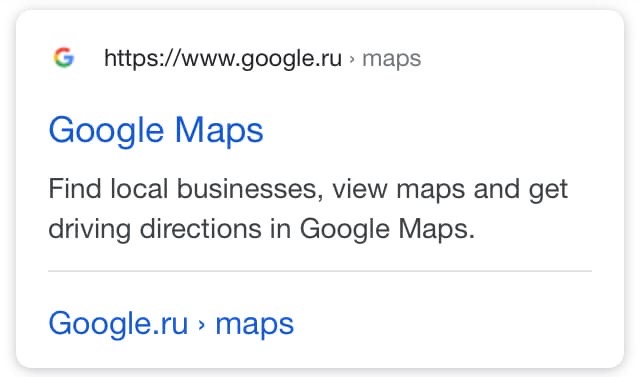 https://www.google.ru › maps
Google Maps
Find local businesses, view maps and get
driving directions in Google Maps.
Google.ru › maps